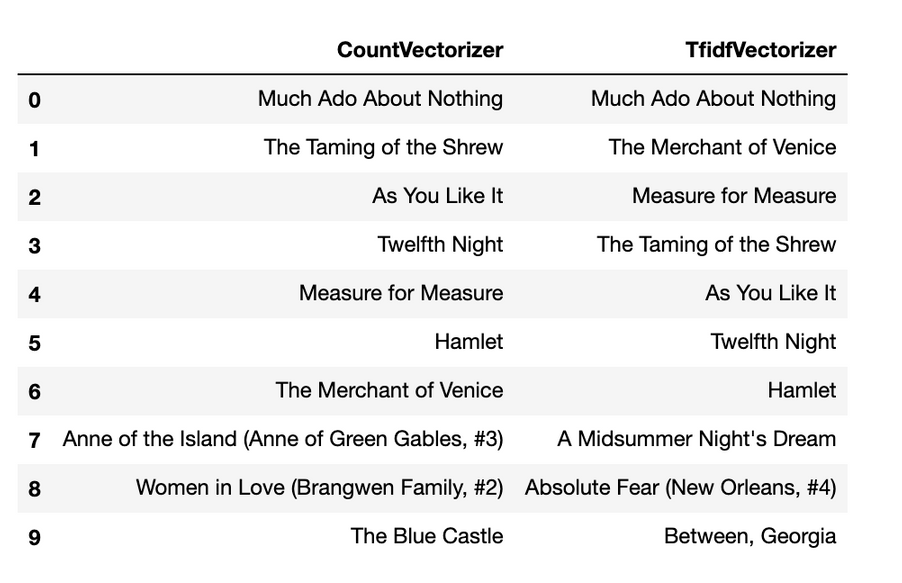 CountVectorizer TfidfVectorizer
0 Much Ado About Nothing Much Ado About Nothing
1 The Taming of the Shrew The Merchant of Venice
2 As You Like It Measure for Measure
3 Twelfth Night The Taming of the Shrew
4 Measure for Measure As You Like It
5 Hamlet Twelfth Night
6 The Merchant of Venice Hamlet
7 Anne of the Island (Anne of Green Gables, #3) A Midsummer Night's Dream
8 Women in Love (Brangwen Family, #2) Absolute Fear (New Orleans, #4)
9 The Blue Castle Between, Georgia